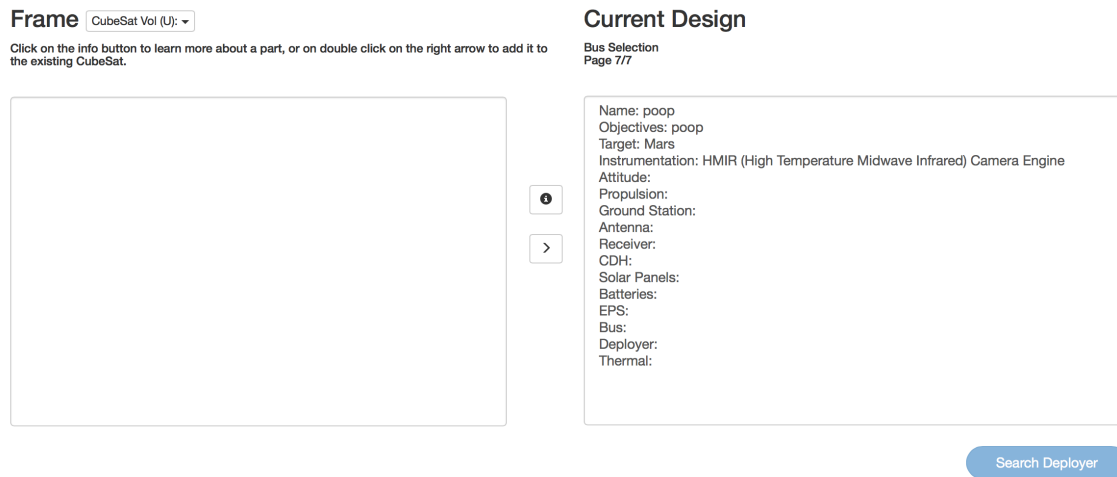 Frame CubeSat Vol (U):
Click on the info button to learn more about a part, or on double click on the right arrow to add it to
the existing CubeSat.
Current Design
Bus Selection
Page 7/7
Name: poop
Objectives: poop
Target: Mars
Instrumentation: HMIR (High Temperature Midwave Infrared) Camera Engine
Attitude:
Propulsion:
Ground Station:
Antenna:
Receiver:
CDH:
Solar Panels:
Batteries:
EPS:
Bus:
Deployer:
Thermal:
Search Deployer